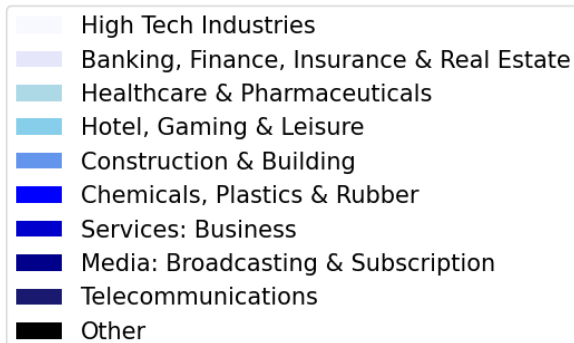 High Tech Industries
Banking, Finance, Insurance & Real Estate
Healthcare & Pharmaceuticals
Hotel, Gaming & Leisure
Construction & Building
Chemicals, Plastics & Rubber
Services: Business
Media: Broadcasting & Subscription
Telecommunications
Other